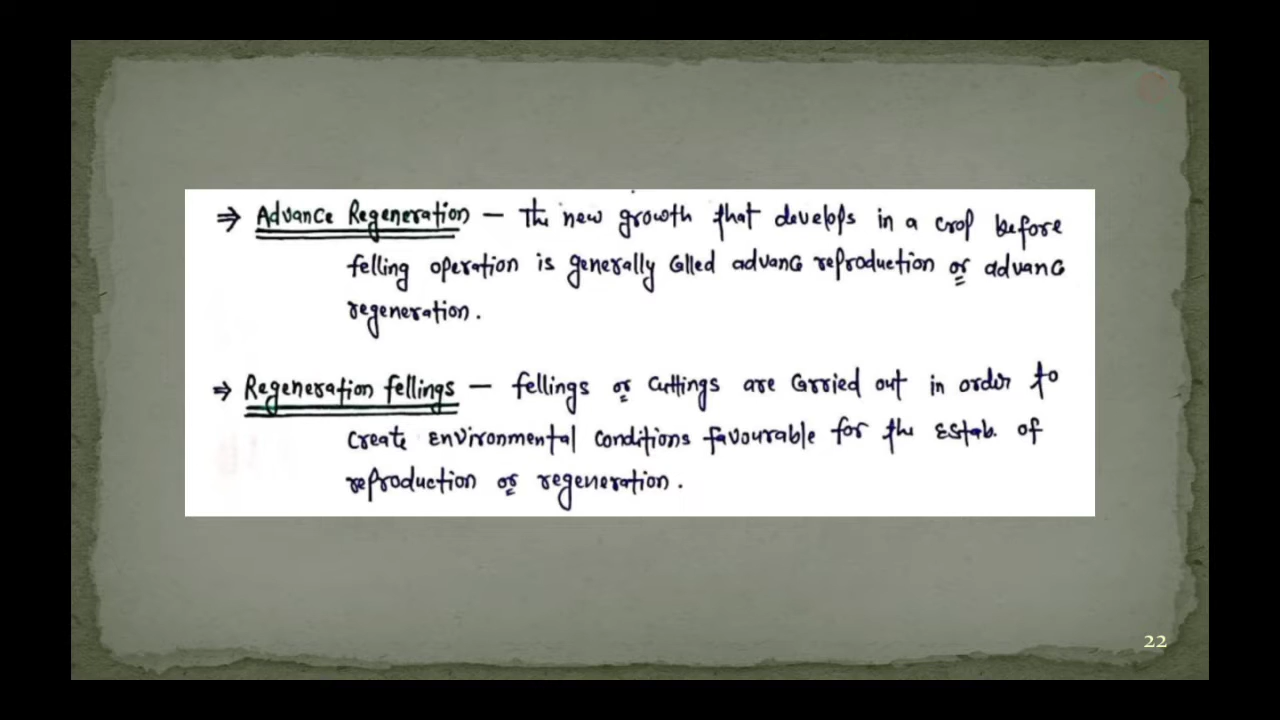 ⇒ Advance Regeneration – The new growth that develops in a crop before
felling operation is generally called advance reproduction or advance
regeneration.
⇒ Regeneration fellings – fellings or cuttings are carried out in order to
create environmental conditions favourable for the Estab. of
reproduction or regeneration.
22